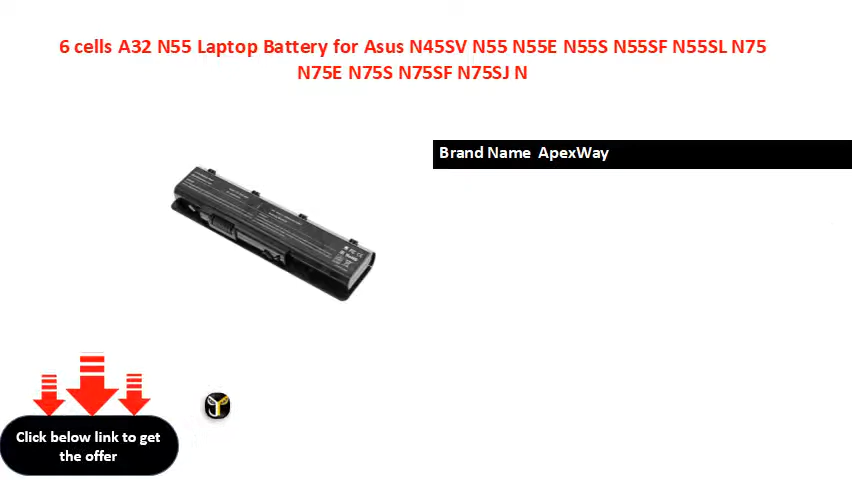 6 cells A32 N55 Laptop Battery for Asus N45SV N55 N55E N55S N55SF N55SL N75
N75E N75S N75SF N75SJ N
Brand Name ApexWay
Click below link to get
the offer